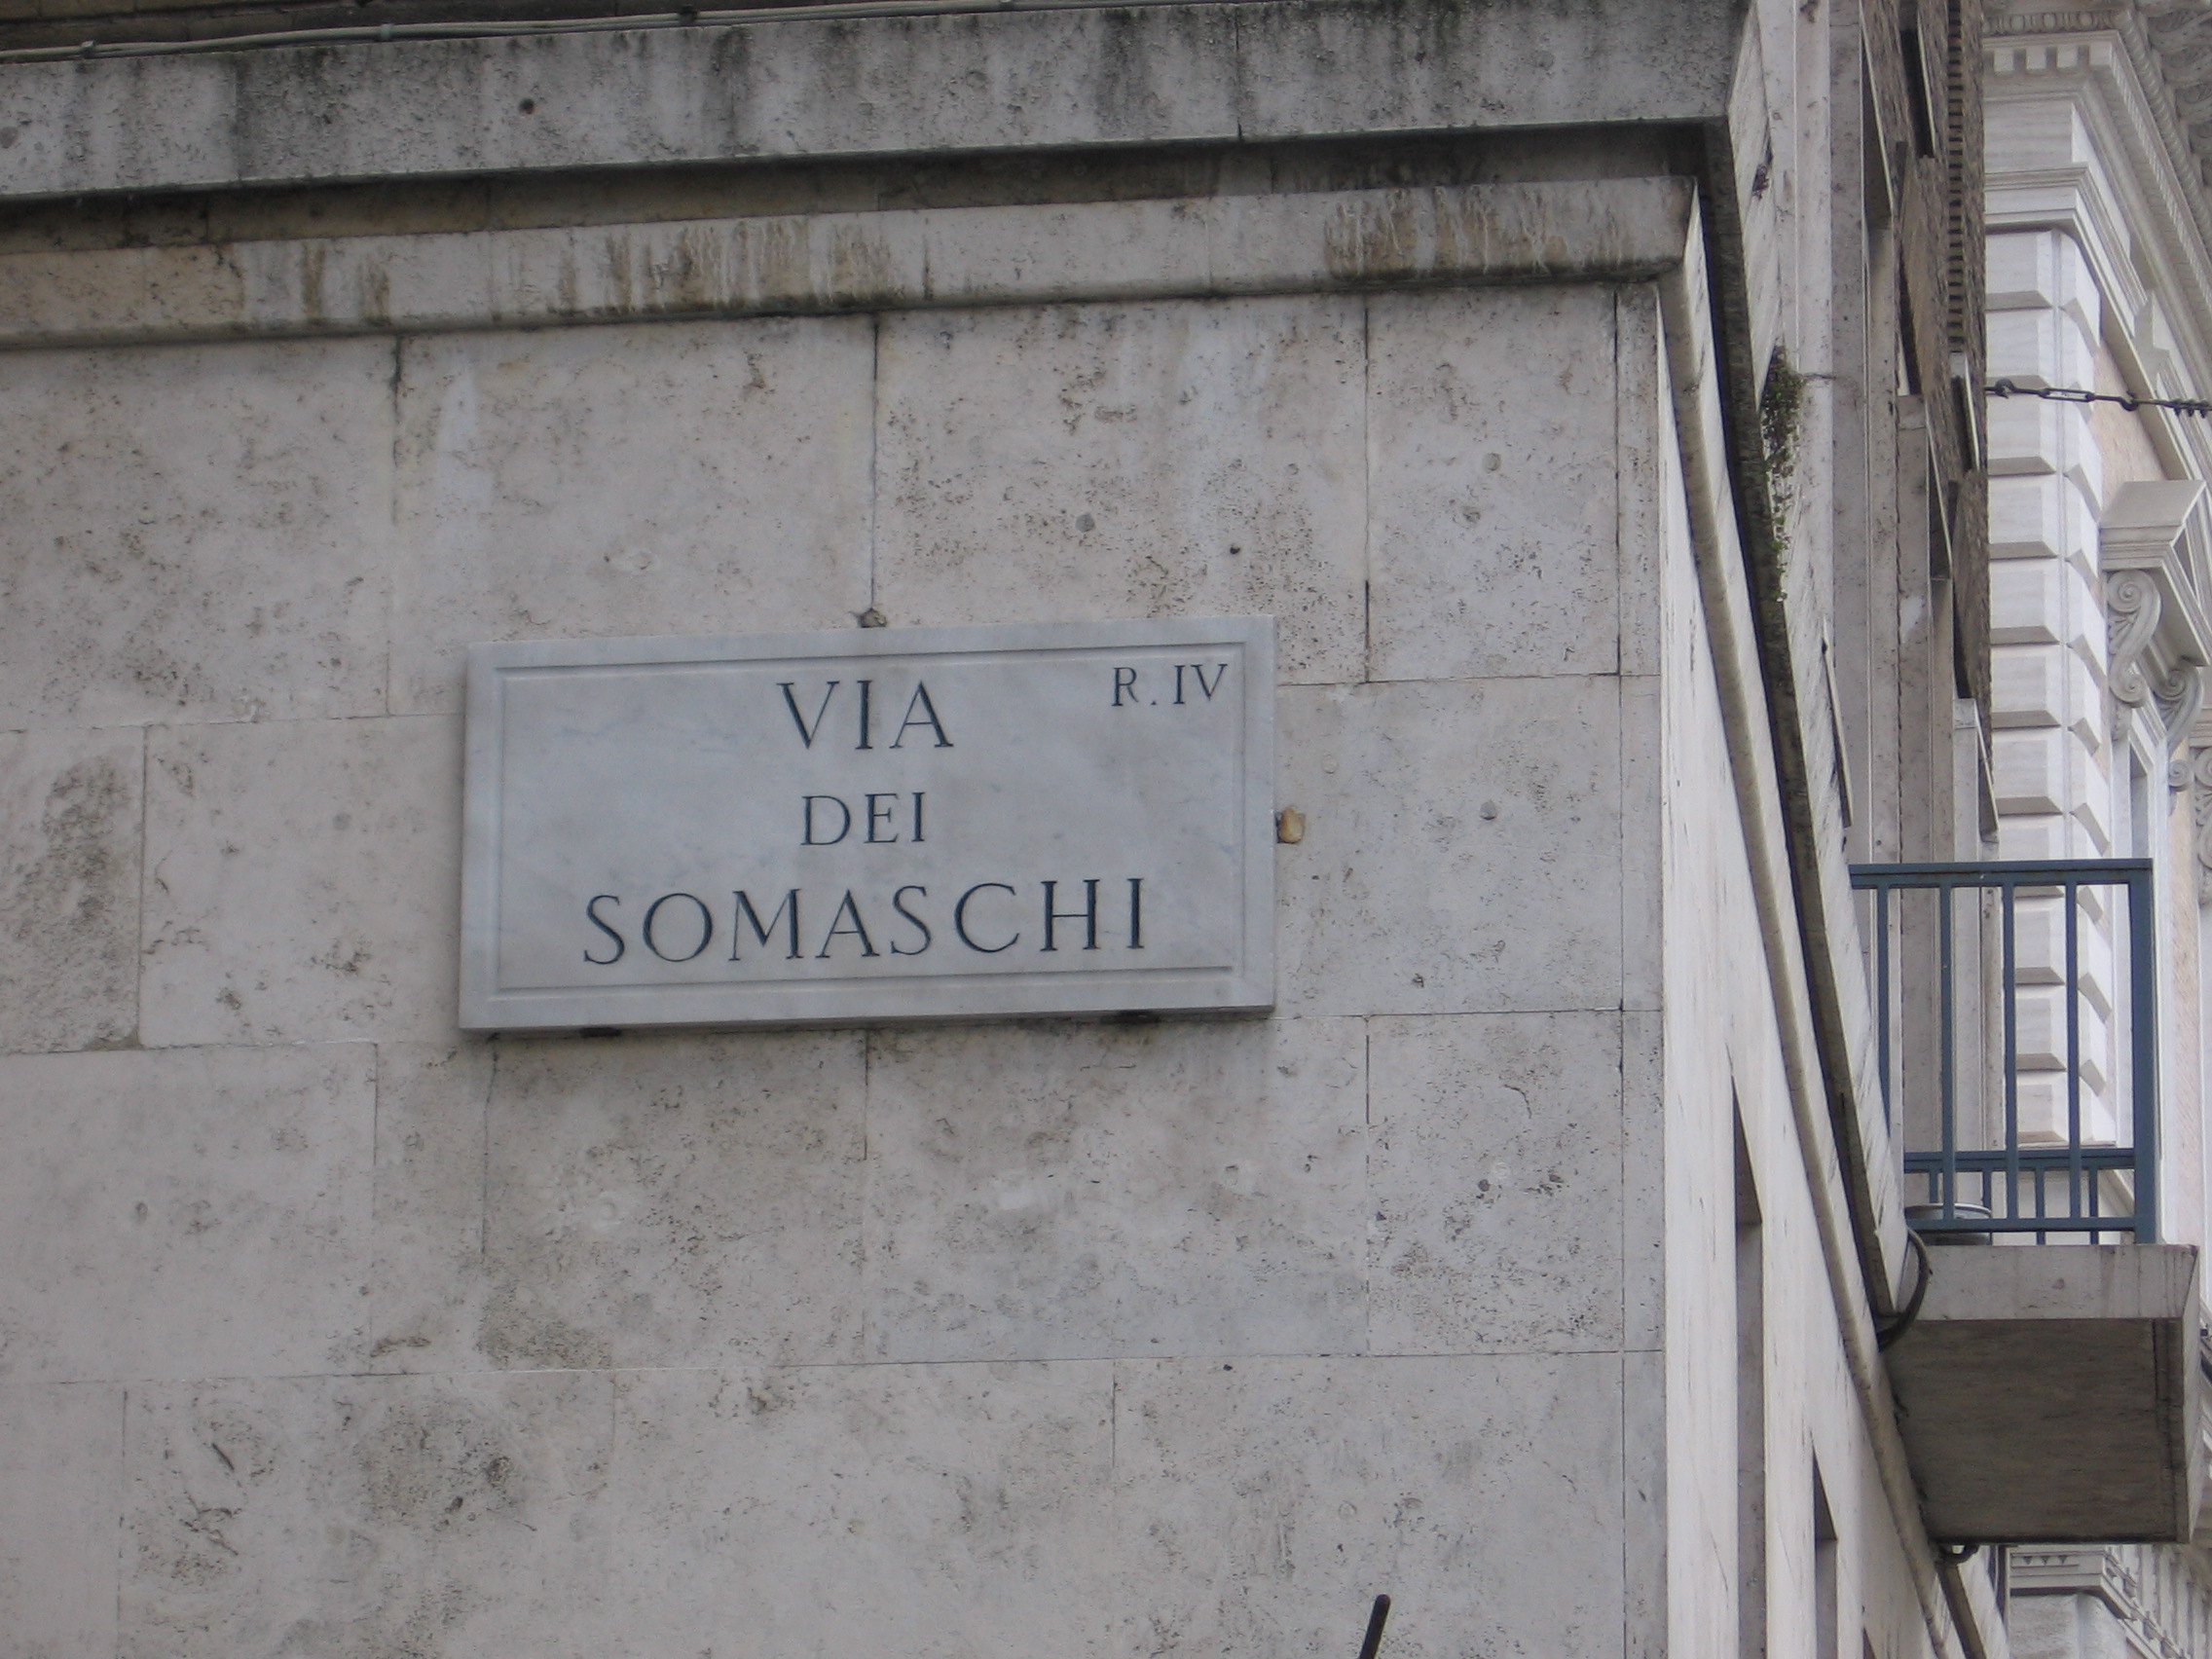 VIA R. IV
DEI
SOMASCHI